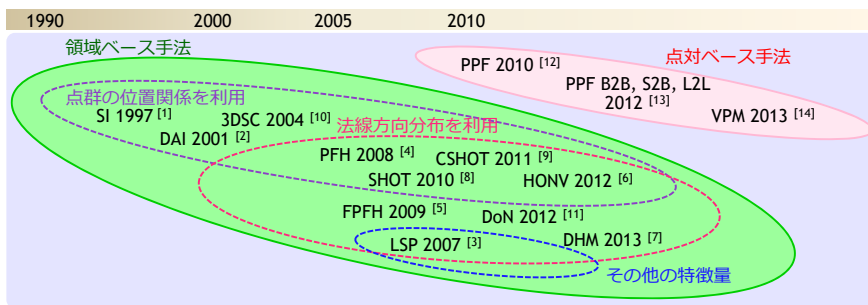 1990 2000 2005 2010
領域ベース手法
点対ベース手法
PPF 2010 [12]
PPF B2B, S2B, L2L
2012 [13]
VPM 2013 [14]
点群の位置関係を利用
SI 1997 [1]
3DSC 2004 [10]
DAI 2001 [2]
法線方向分布を利用
PFH 2008 [4]
CSHOT 2011 [9]
SHOT 2010 [8]
HONV 2012 [6]
FPFH 2009 [5]
DoN 2012 [11]
LSP 2007 [3]
DHM 2013 [7]
その他の特徴量